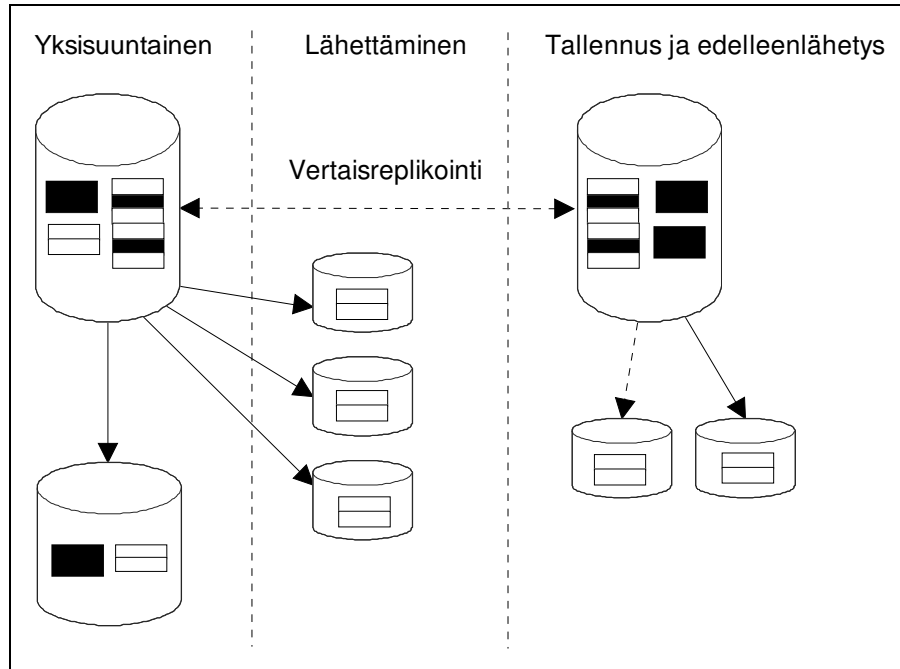 Yksisuuntainen
Lähettäminen
Tallennus ja edelleenlähetys
Vertaisreplikointi